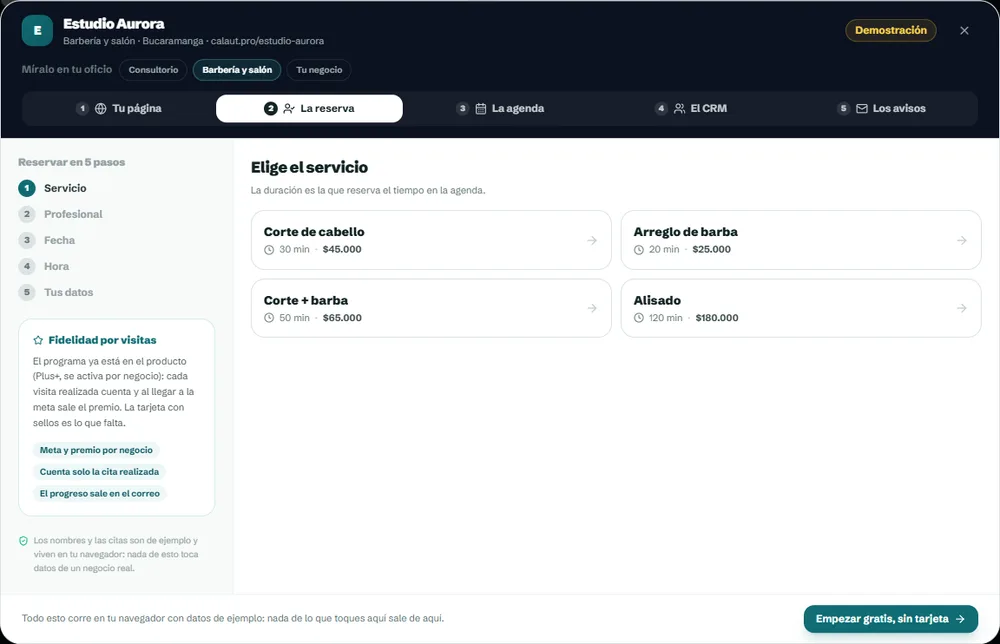 E
Estudio Aurora
Barbería y salón · Bucaramanga · calaut.pro/estudio-aurora
Demostración
Míralo en tu oficio
Consultorio
Barbería y salón
Tu negocio
1 Tu página
2 La reserva
3 La agenda
4 El CRM
5 Los avisos
Reservar en 5 pasos
1 Servicio
2 Profesional
3 Fecha
4 Hora
5 Tus datos
Fidelidad por visitas
El programa ya está en el producto
(Plus+, se activa por negocio): cada
visita realizada cuenta y al llegar a la
meta sale el premio. La tarjeta con
sellos es lo que falta.
Meta y premio por negocio
Cuenta solo la cita realizada
El progreso sale en el correo
Los nombres y las citas son de ejemplo y
viven en tu navegador: nada de esto toca
datos de un negocio real.
Elige el servicio
La duración es la que reserva el tiempo en la agenda.
Corte de cabello
30 min · $45.000
Arreglo de barba
20 min · $25.000
Corte + barba
50 min · $65.000
Alisado
120 min · $180.000
Todo esto corre en tu navegador con datos de ejemplo: nada de lo que toques aquí sale de aquí.
Empezar gratis, sin tarjeta →